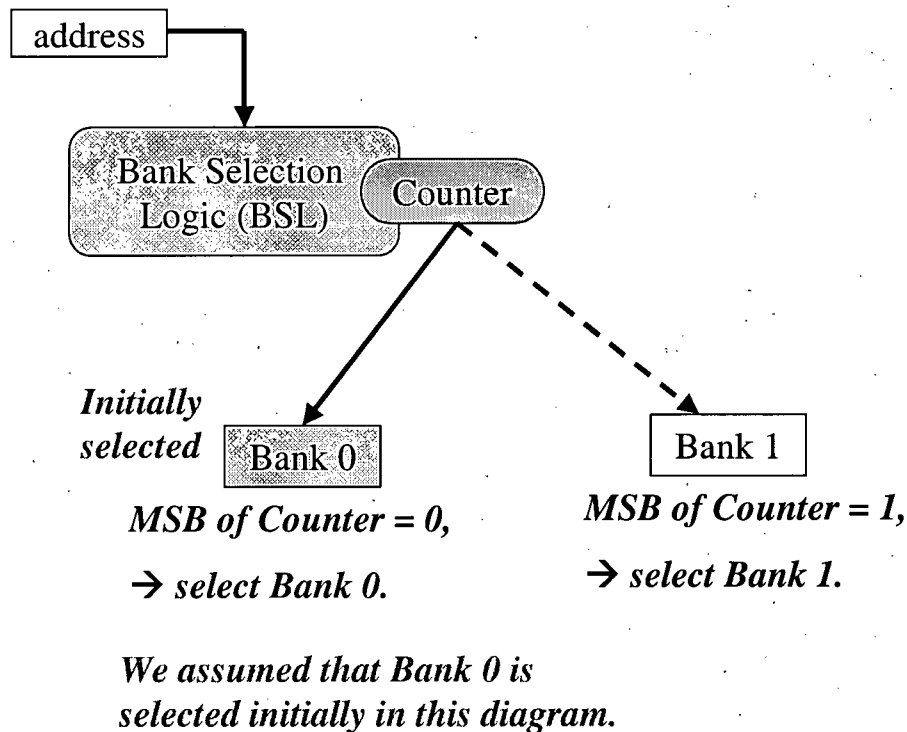 address
Bank Selection
Logic (BSL)
Counter
Initially
selected
Bank 0
Bank 1
MSB of Counter = 0,
→ select Bank 0.
MSB of Counter = 1,
→ select Bank 1.
We assumed that Bank 0 is
selected initially in this diagram.